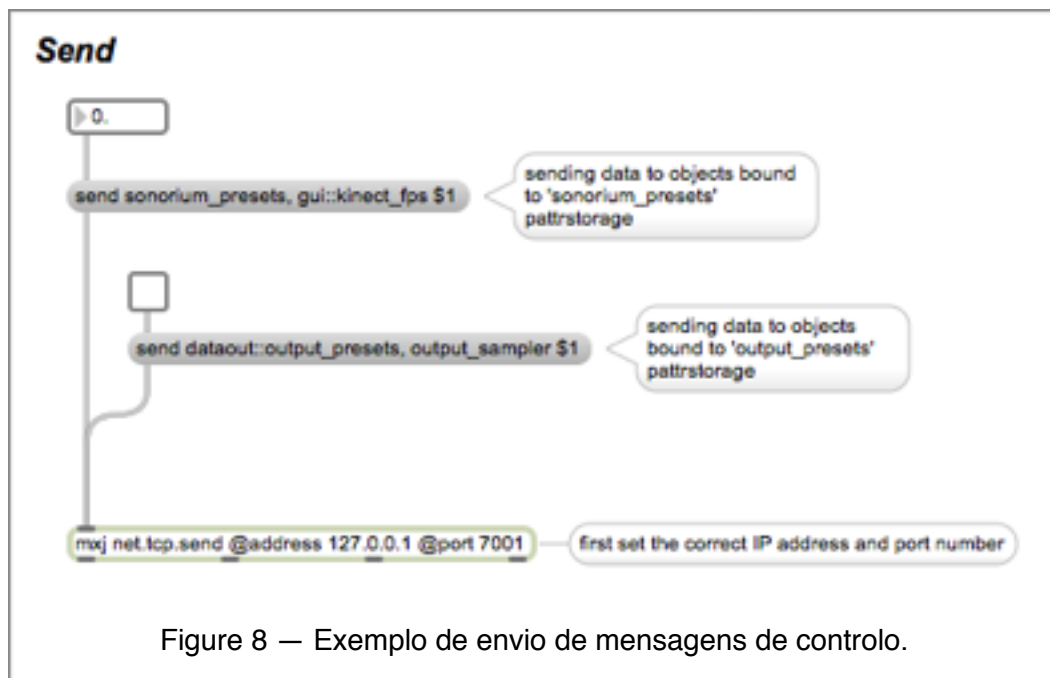 Send
0.
send sonorium_presets, gui::kinect_fps $1
sending data to objects bound
to 'sonorium_presets'
pattrstorage
send dataout::output_presets, output_sampler $1
sending data to objects
bound to 'output_presets'
pattrstorage
mxj net.tcp.send @address 127.0.0.1 @port 7001
first set the correct IP address and port number
Figure 8 — Exemplo de envio de mensagens de controlo.